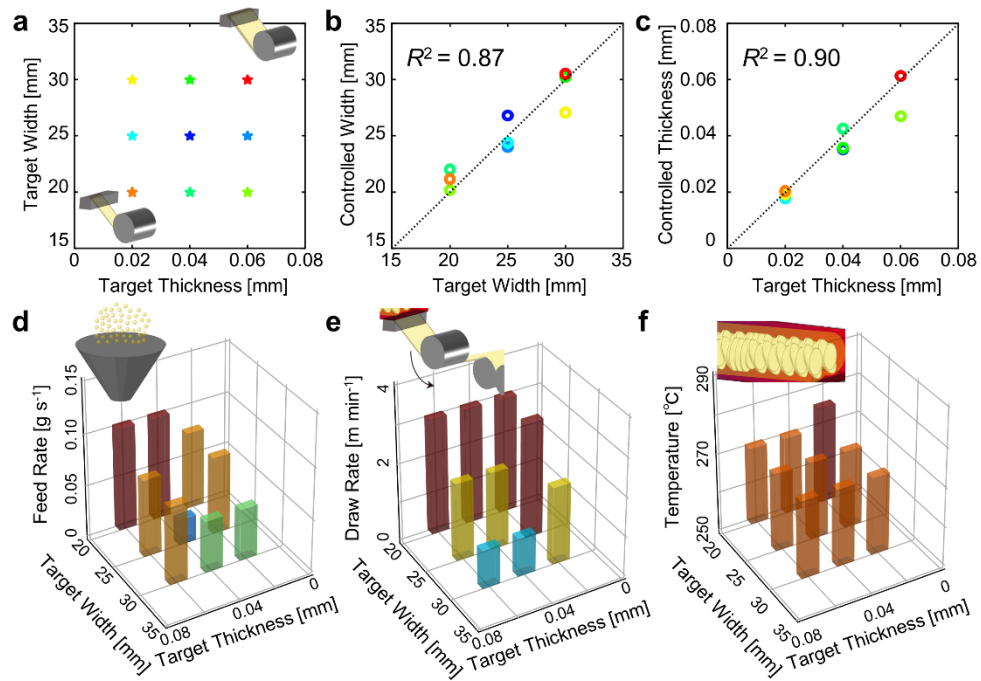 a
35
30
25
20
15
Target Width [mm]
0 0.02 0.04 0.06 0.08
Target Thickness [mm]
b
R² = 0.87
35
30
25
20
15
Controlled Width [mm]
15 20 25 30 35
Target Width [mm]
c
R² = 0.90
0.08
0.06
0.04
0.02
0
Controlled Thickness [mm]
0 0.02 0.04 0.06 0.08
Target Thickness [mm]
d
0.15
0.10
0.05
0
Feed Rate [g s⁻¹]
20
25
30
35
Target Width [mm]
0.08
0.04
0
Target Thickness [mm]
e
4
2
0
Draw Rate [m min⁻¹]
20
25
30
35
Target Width [mm]
0.08
0.04
0
Target Thickness [mm]
f
290
270
250
Temperature [°C]
20
25
30
35
Target Width [mm]
0.08
0.04
0
Target Thickness [mm]